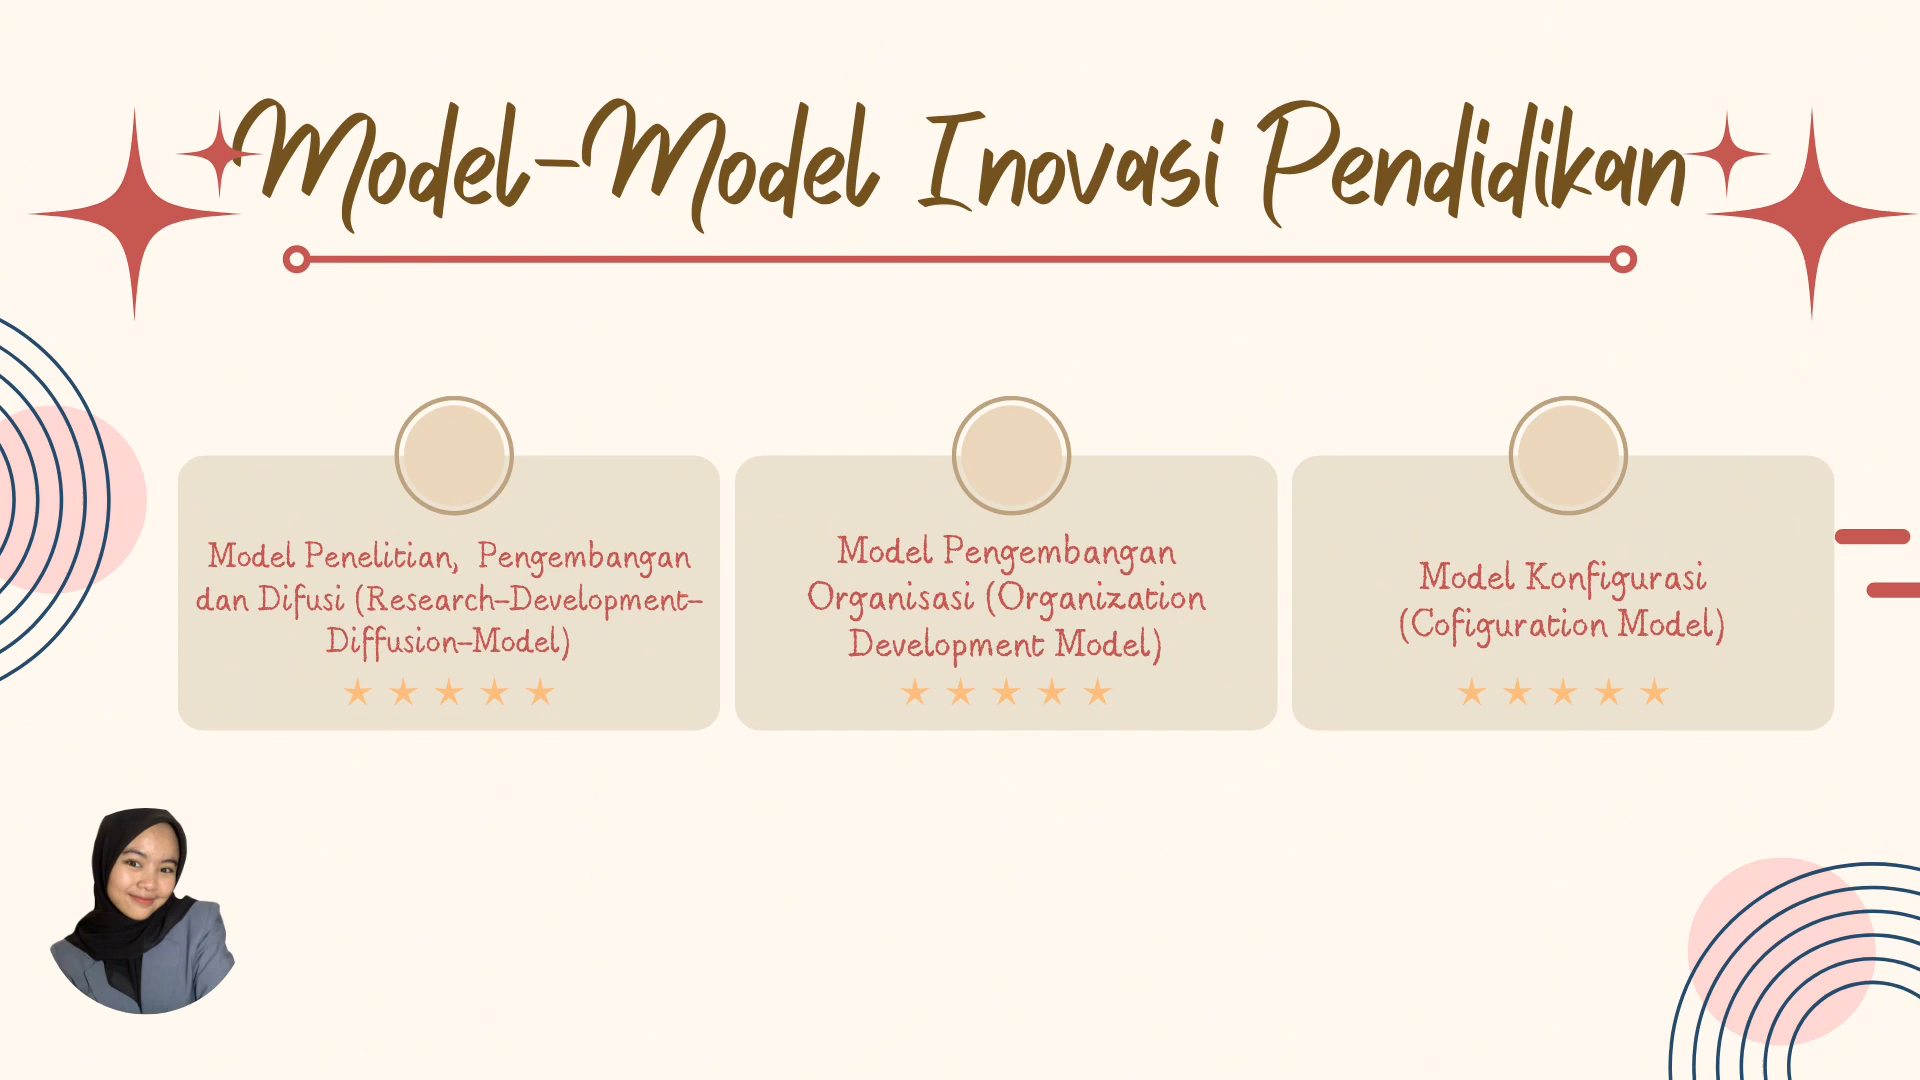 Model-Model Inovasi Pendidikan
Model Penelitian, Pengembangan
dan Difusi (Research-Development-
Diffusion-Model)
Model Pengembangan
Organisasi (Organization
Development Model)
Model Konfigurasi
(Cofiguration Model)